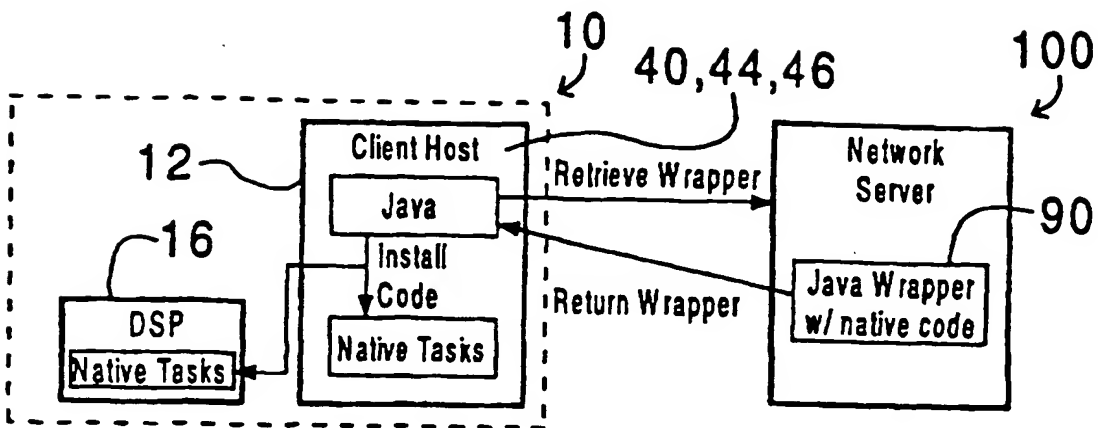 10
100
40,44,46
12
Client Host
Network
Server
Retrieve Wrapper
Java
90
16
Install
Code
Return Wrapper
Java Wrapper
w/ native code
DSP
Native Tasks
Native Tasks